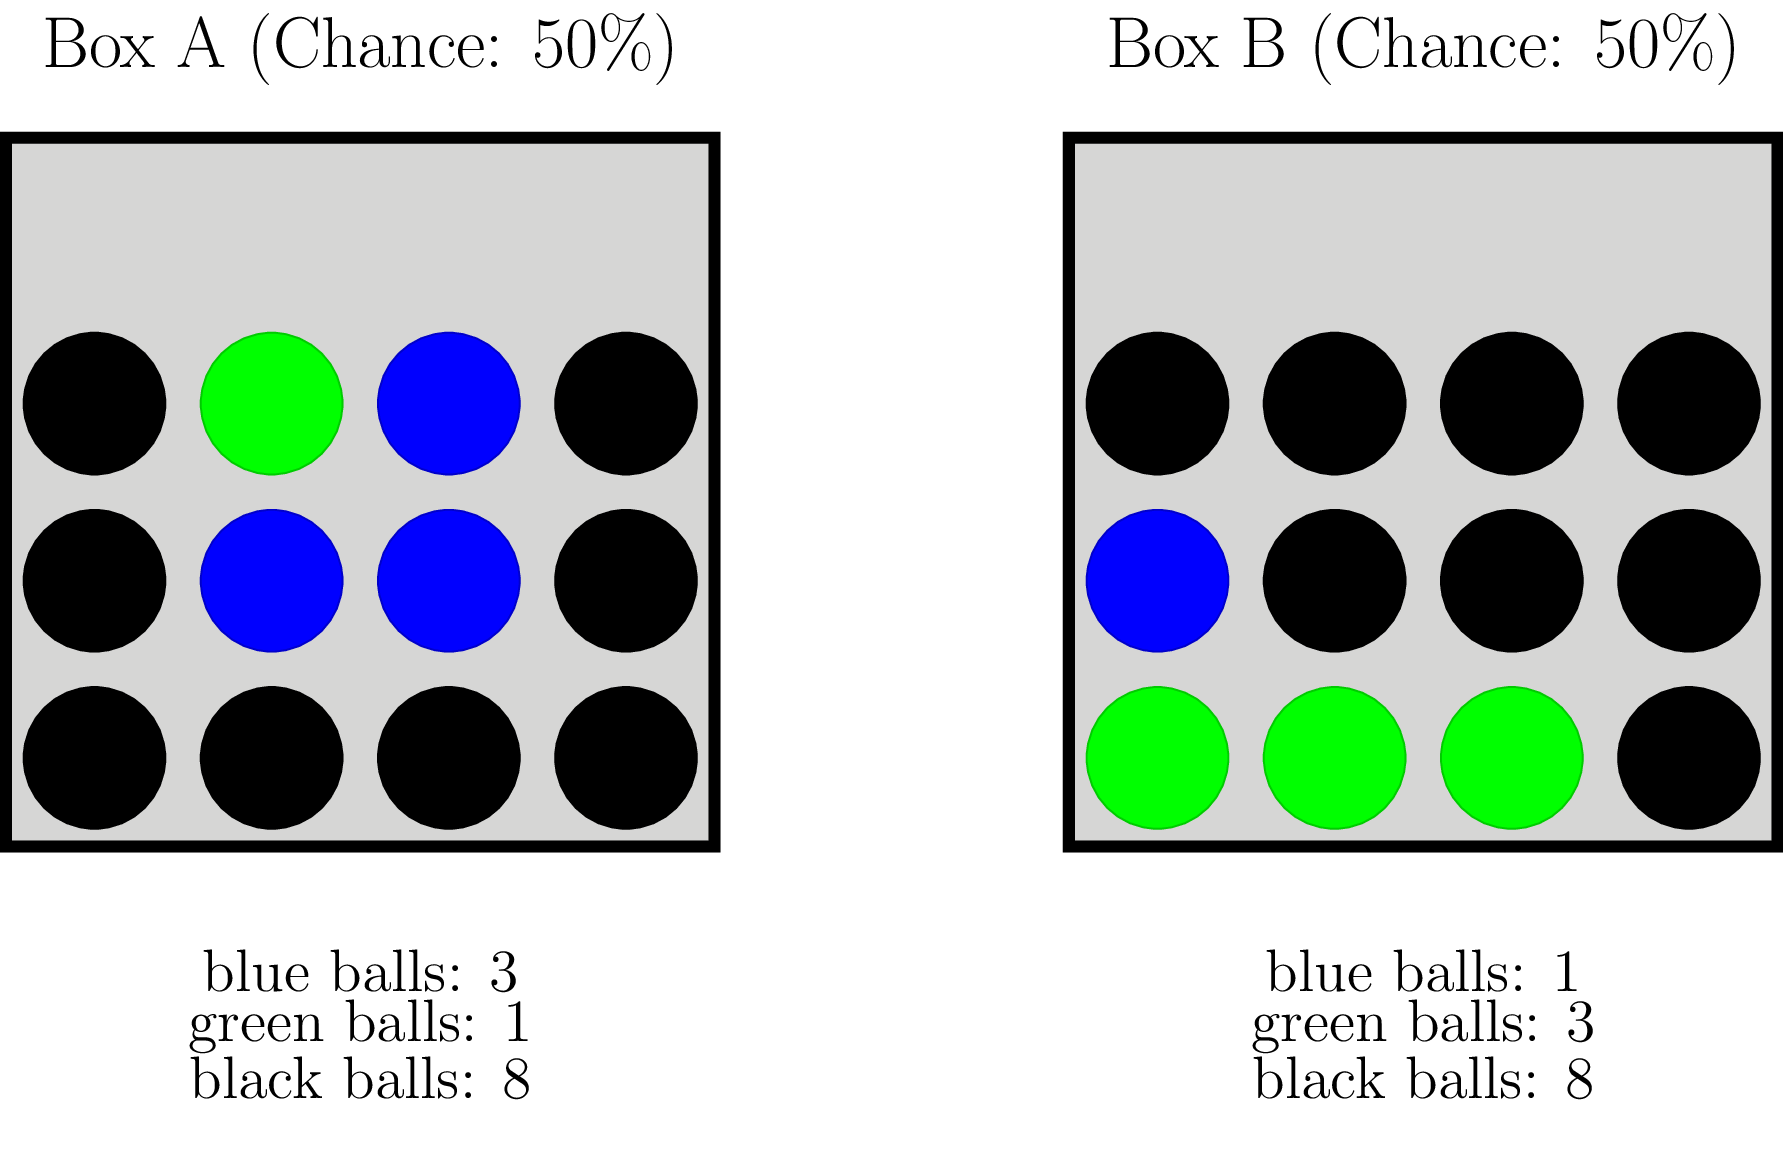 Box A (Chance: 50%)
Box B (Chance: 50%)
blue balls: 3
green balls: 1
black balls: 8
blue balls: 1
green balls: 3
black balls: 8